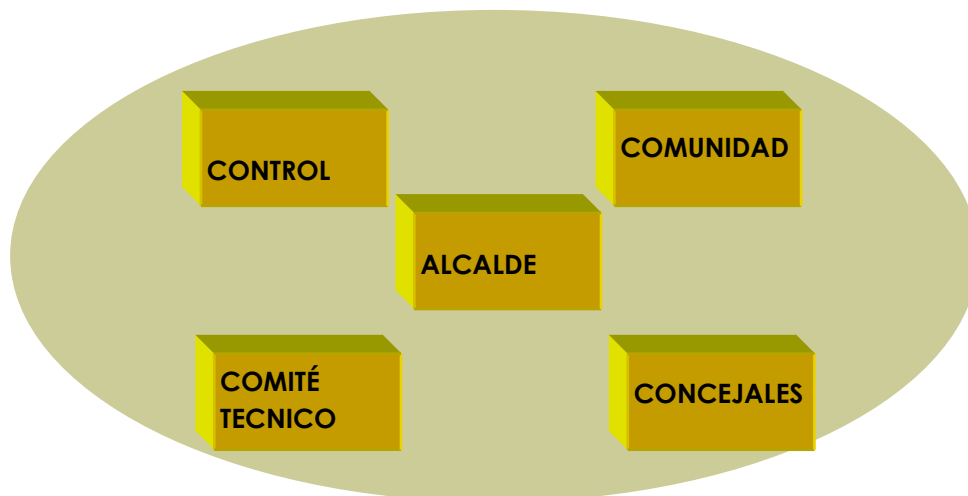 CONTROL
COMUNIDAD
ALCALDE
COMITÉ
TECNICO
CONCEJALES